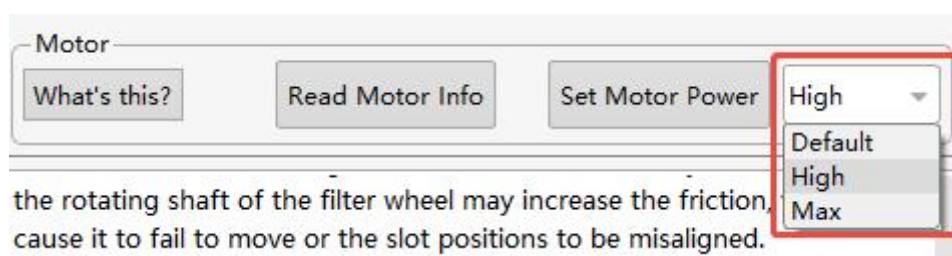 Motor
What's this?
Read Motor Info
Set Motor Power
High
Default
High
Max
the rotating shaft of the filter wheel may increase the friction,
cause it to fail to move or the slot positions to be misaligned.